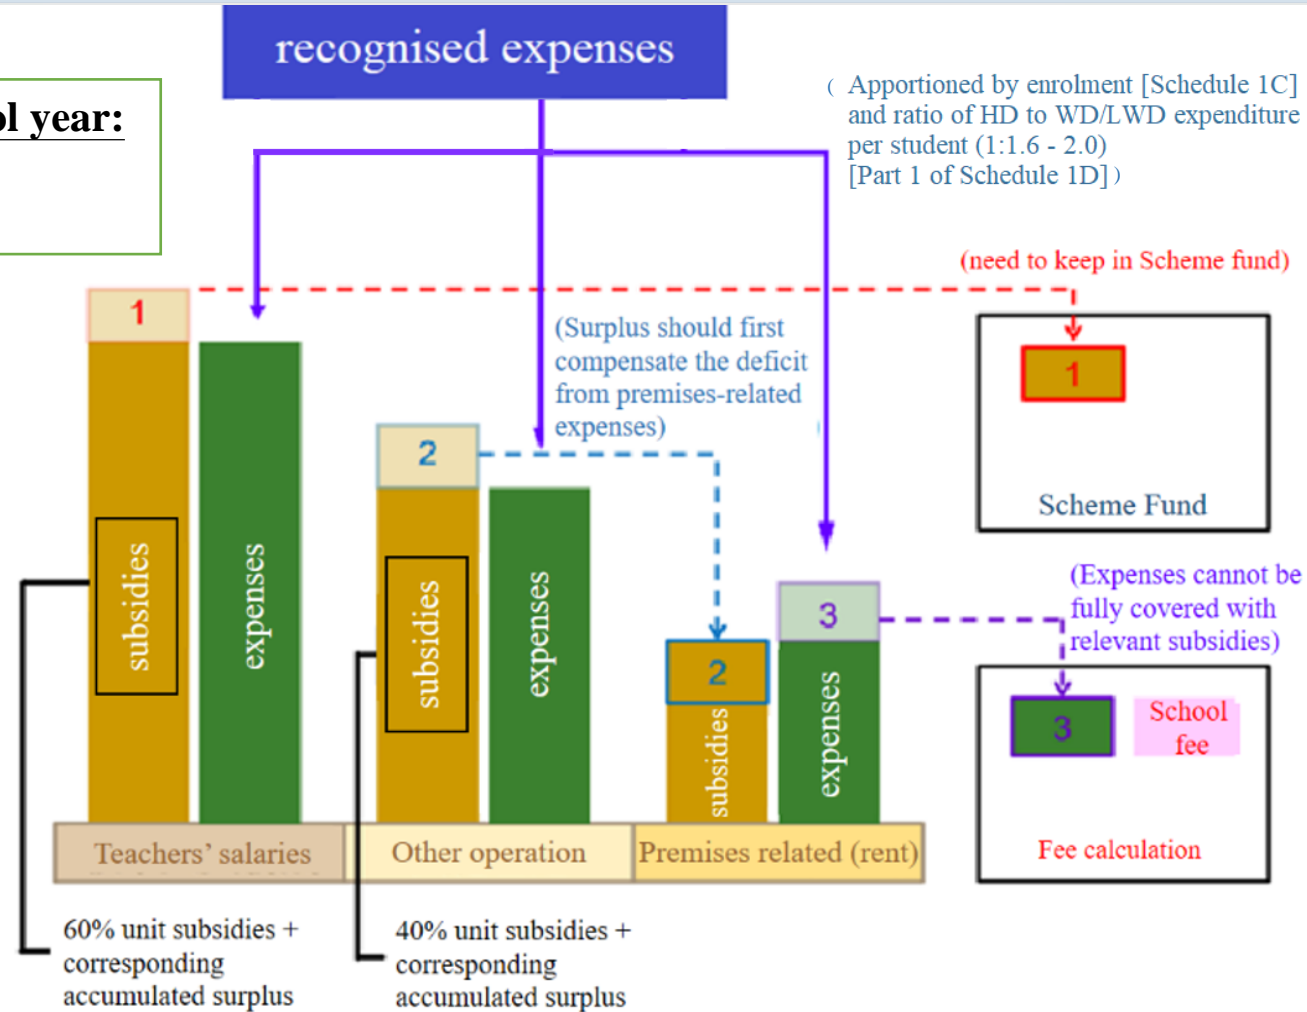 recognised expenses
ol year:
( Apportioned by enrolment [Schedule 1C]
and ratio of HD to WD/LWD expenditure
per student (1:1.6 - 2.0)
[Part 1 of Schedule 1D] )
(need to keep in Scheme fund)
1
(Surplus should first
compensate the deficit
from premises-related
expenses)
1
2
Scheme Fund
subsidies
expenses
subsidies
expenses
(Expenses cannot be
fully covered with
relevant subsidies)
3
2
subsidies
expenses
3
School
fee
Teachers' salaries
Other operation
Premises related (rent)
Fee calculation
60% unit subsidies +
corresponding
accumulated surplus
40% unit subsidies +
corresponding
accumulated surplus